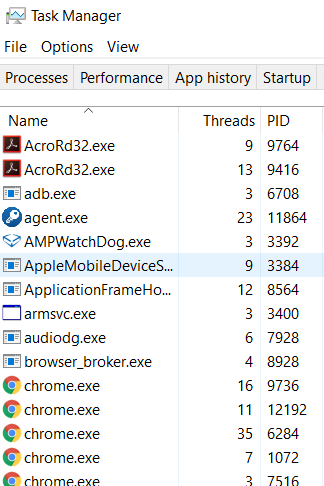 Task Manager
File Options View
Processes Performance App history Startup
Name Threads PID
AcroRd32.exe 9 9764
AcroRd32.exe 13 9416
adb.exe 3 6708
agent.exe 23 11864
AMPWatchDog.exe 3 3392
AppleMobileDeviceS... 9 3384
ApplicationFrameHo... 12 8564
armsvc.exe 3 3400
audiodg.exe 6 7928
browser_broker.exe 4 8928
chrome.exe 16 9736
chrome.exe 11 12192
chrome.exe 35 6284
chrome.exe 7 1072
chrome.exe 3 7516